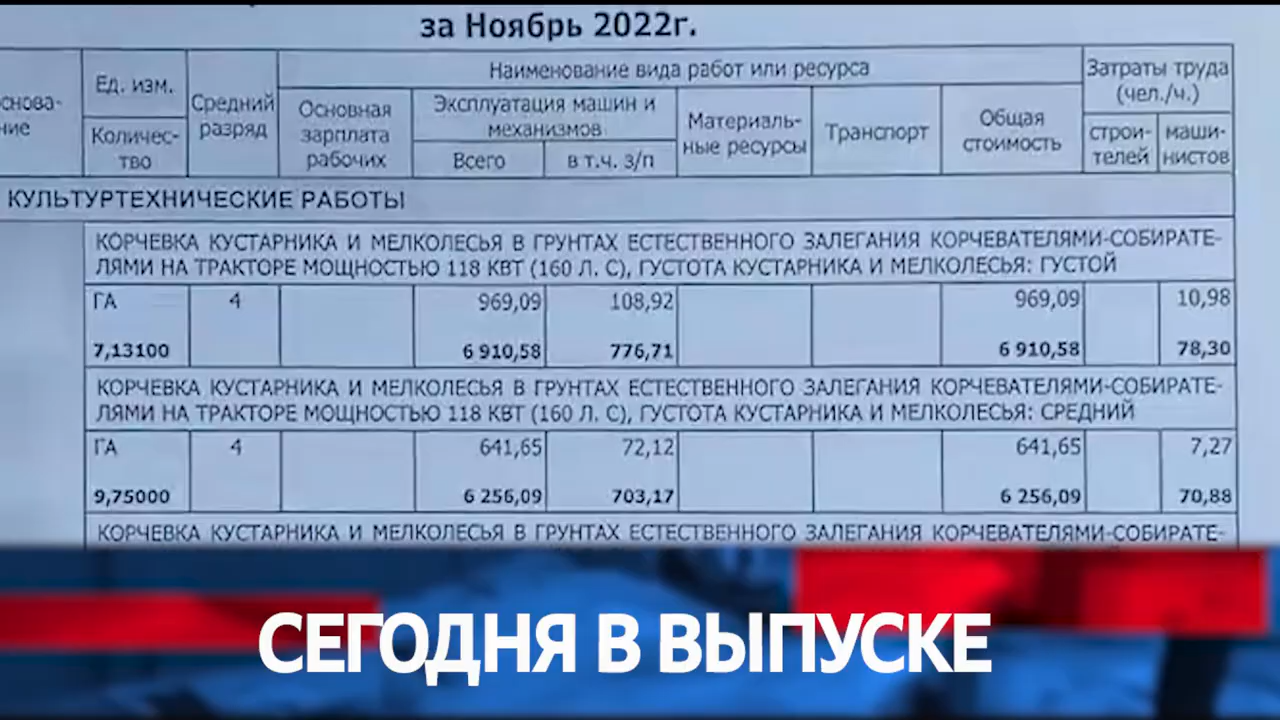 за Ноябрь 2022г.
Ед. изм.
Количес-
тво
Средний
разряд
Наименование вида работ или ресурса
Основная
зарплата
рабочих
Эксплуатация машин и
механизмов
Всего
в т.ч. з/п
Материаль-
ные ресурсы
Транспорт
Общая
стоимость
Затраты труда
(чел./ч.)
строи-
телей
маши-
нистов
снова-
ние
КУЛЬТУРТЕХНИЧЕСКИЕ РАБОТЫ
КОРЧЕВКА КУСТАРНИКА И МЕЛКОЛЕСЬЯ В ГРУНТАХ ЕСТЕСТВЕННОГО ЗАЛЕГАНИЯ КОРЧЕВАТЕЛЯМИ-СОБИРАТЕ-
ЛЯМИ НА ТРАКТОРЕ МОЩНОСТЬЮ 118 КВТ (160 Л. С), ГУСТОТА КУСТАРНИКА И МЕЛКОЛЕСЬЯ: ГУСТОЙ
ГА 4 969,09 108,92 969,09 10,98
7,13100 6 910,58 776,71 6 910,58 78,30
КОРЧЕВКА КУСТАРНИКА И МЕЛКОЛЕСЬЯ В ГРУНТАХ ЕСТЕСТВЕННОГО ЗАЛЕГАНИЯ КОРЧЕВАТЕЛЯМИ-СОБИРАТЕ-
ЛЯМИ НА ТРАКТОРЕ МОЩНОСТЬЮ 118 КВТ (160 Л. С), ГУСТОТА КУСТАРНИКА И МЕЛКОЛЕСЬЯ: СРЕДНИЙ
ГА 4 641,65 72,12 641,65 7,27
9,75000 6 256,09 703,17 6 256,09 70,88
КОРЧЕВКА КУСТАРНИКА И МЕЛКОЛЕСЬЯ В ГРУНТАХ ЕСТЕСТВЕННОГО ЗАЛЕГАНИЯ КОРЧЕВАТЕЛЯМИ-СОБИРАТЕ-
СЕГОДНЯ В ВЫПУСКЕ